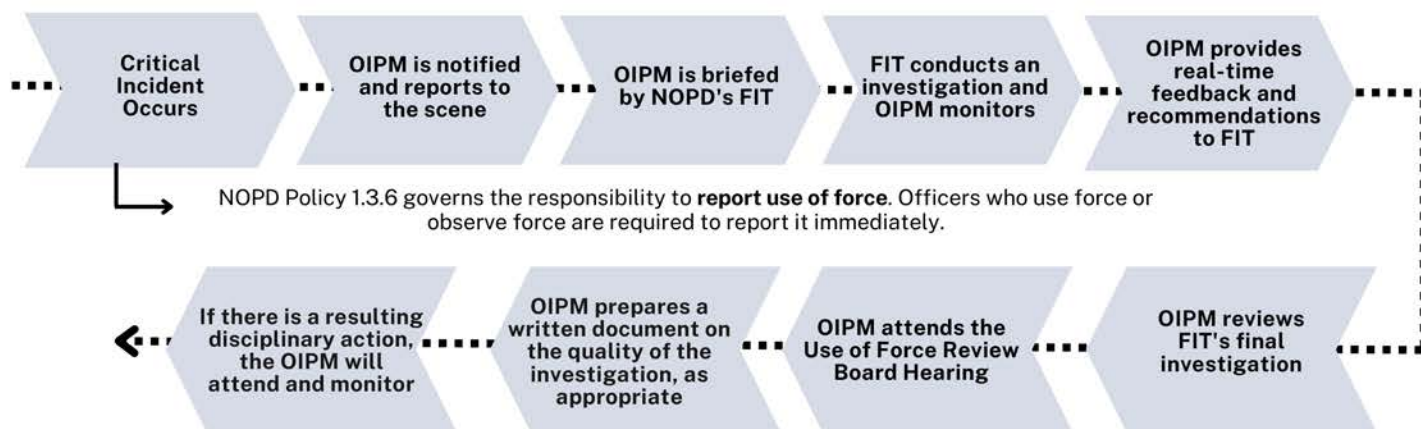 Critical
Incident
Occurs
OIPM is notified
and reports to
the scene
OIPM is briefed
by NOPD's FIT
FIT conducts an
investigation and
OIPM monitors
OIPM provides
real-time
feedback and
recommendations
to FIT
NOPD Policy 1.3.6 governs the responsibility to report use of force. Officers who use force or
observe force are required to report it immediately.
OIPM reviews
FIT's final
investigation
OIPM attends the
Use of Force Review
Board Hearing
OIPM prepares a
written document on
the quality of the
investigation, as
appropriate
If there is a resulting
disciplinary action,
the OIPM will
attend and monitor